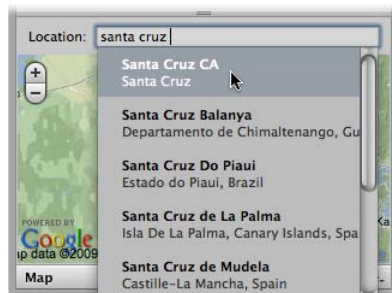 Location: santa cruz
Santa Cruz CA
Santa Cruz
Santa Cruz Balanya
Departamento de Chimaltenango, Gu
Santa Cruz Do Piaui
Estado do Piaui, Brazil
Santa Cruz de La Palma
Isla De La Palma, Canary Islands, Spa
POWERED BY
Google
Ka
p data ©2009
Santa Cruz de Mudela
Castille-La Mancha, Spain
Map